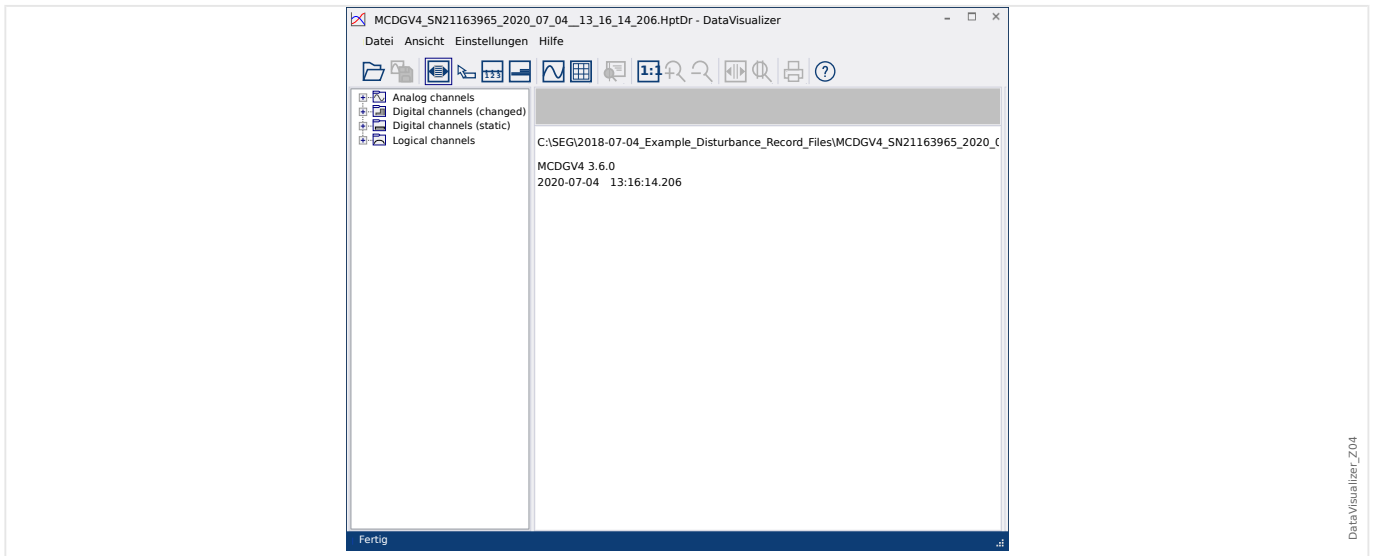 MCDGV4_SN21163965_2020_07_04__13_16_14_206.HptDr - DataVisualizer
Datei Ansicht Einstellungen Hilfe
123 1:1 ?
Analog channels
Digital channels (changed)
Digital channels (static)
Logical channels
C:\SEG\2018-07-04_Example_Disturbance_Record_Files\MCDGV4_SN21163965_2020_0
MCDGV4 3.6.0
2020-07-04 13:16:14.206
Fertig
DataVisualizer_Z04